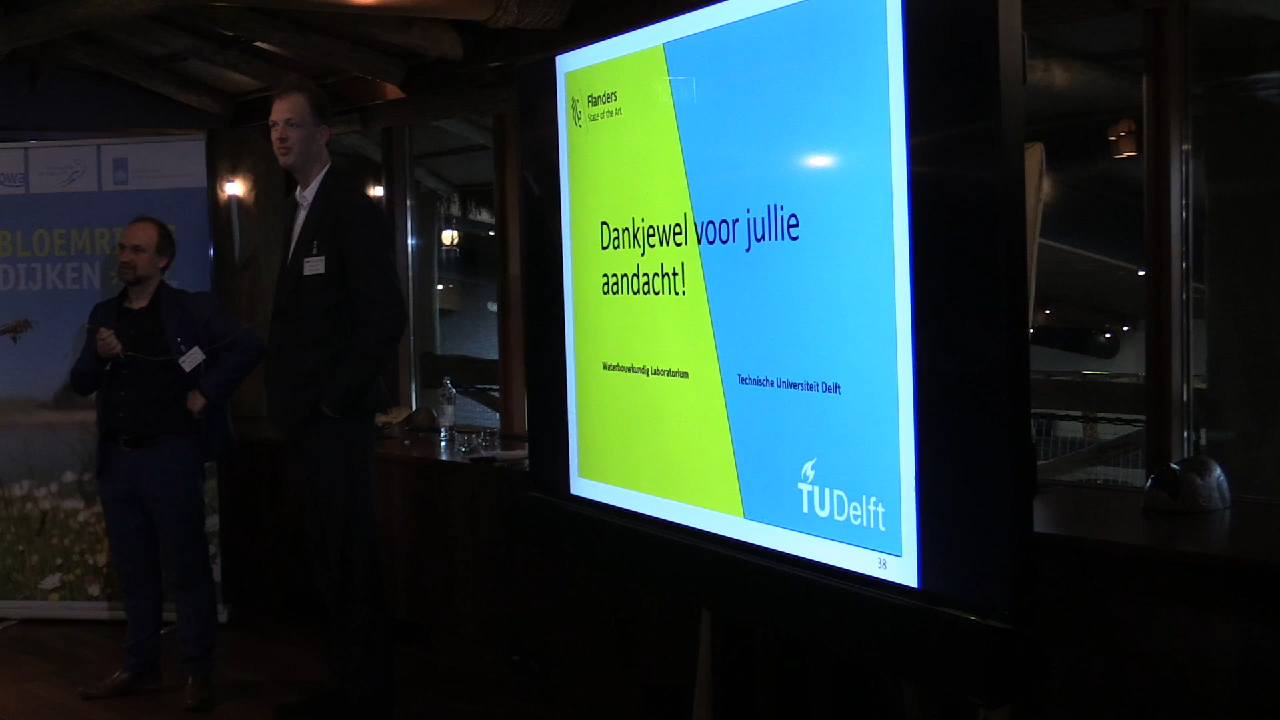 BLOEMRI
DIJKEN
Flanders
State of the Art
Dankjewel voor jullie
aandacht!
Waterbouwkundig Laboratorium
Technische Universiteit Delft
TUDelft
38